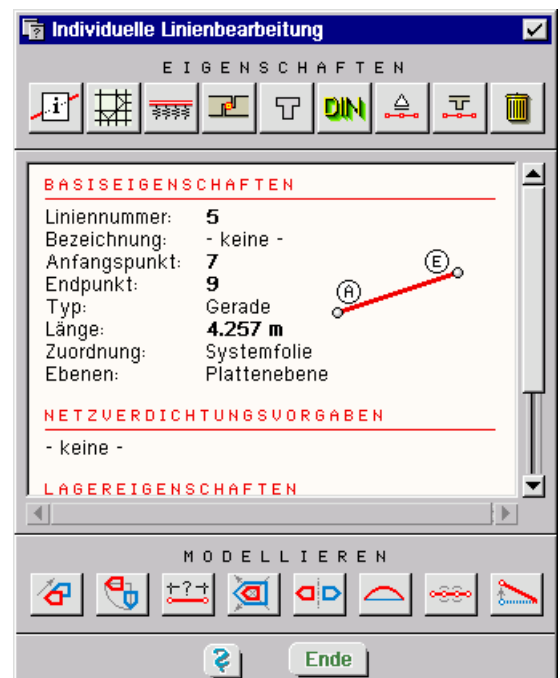 Individuelle Linienbearbeitung
EIGENSCHAFTEN
i
DIN
BASISEIGENSCHAFTEN
Liniennummer: 5
Bezeichnung: - keine -
Anfangspunkt: 7
Endpunkt: 9
Typ: Gerade
Länge: 4.257 m
Zuordnung: Systemfolie
Ebenen: Plattenebene
A
E
NETZVERDICHTUNGSVORGABEN
- keine -
LAGEREIGENSCHAFTEN
MODELLIEREN
?
?
Ende